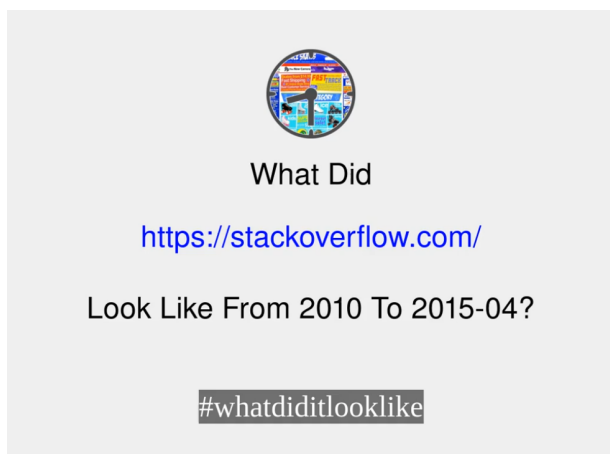 What Did
https://stackoverflow.com/
Look Like From 2010 To 2015-04?
#whatdiditlooklike